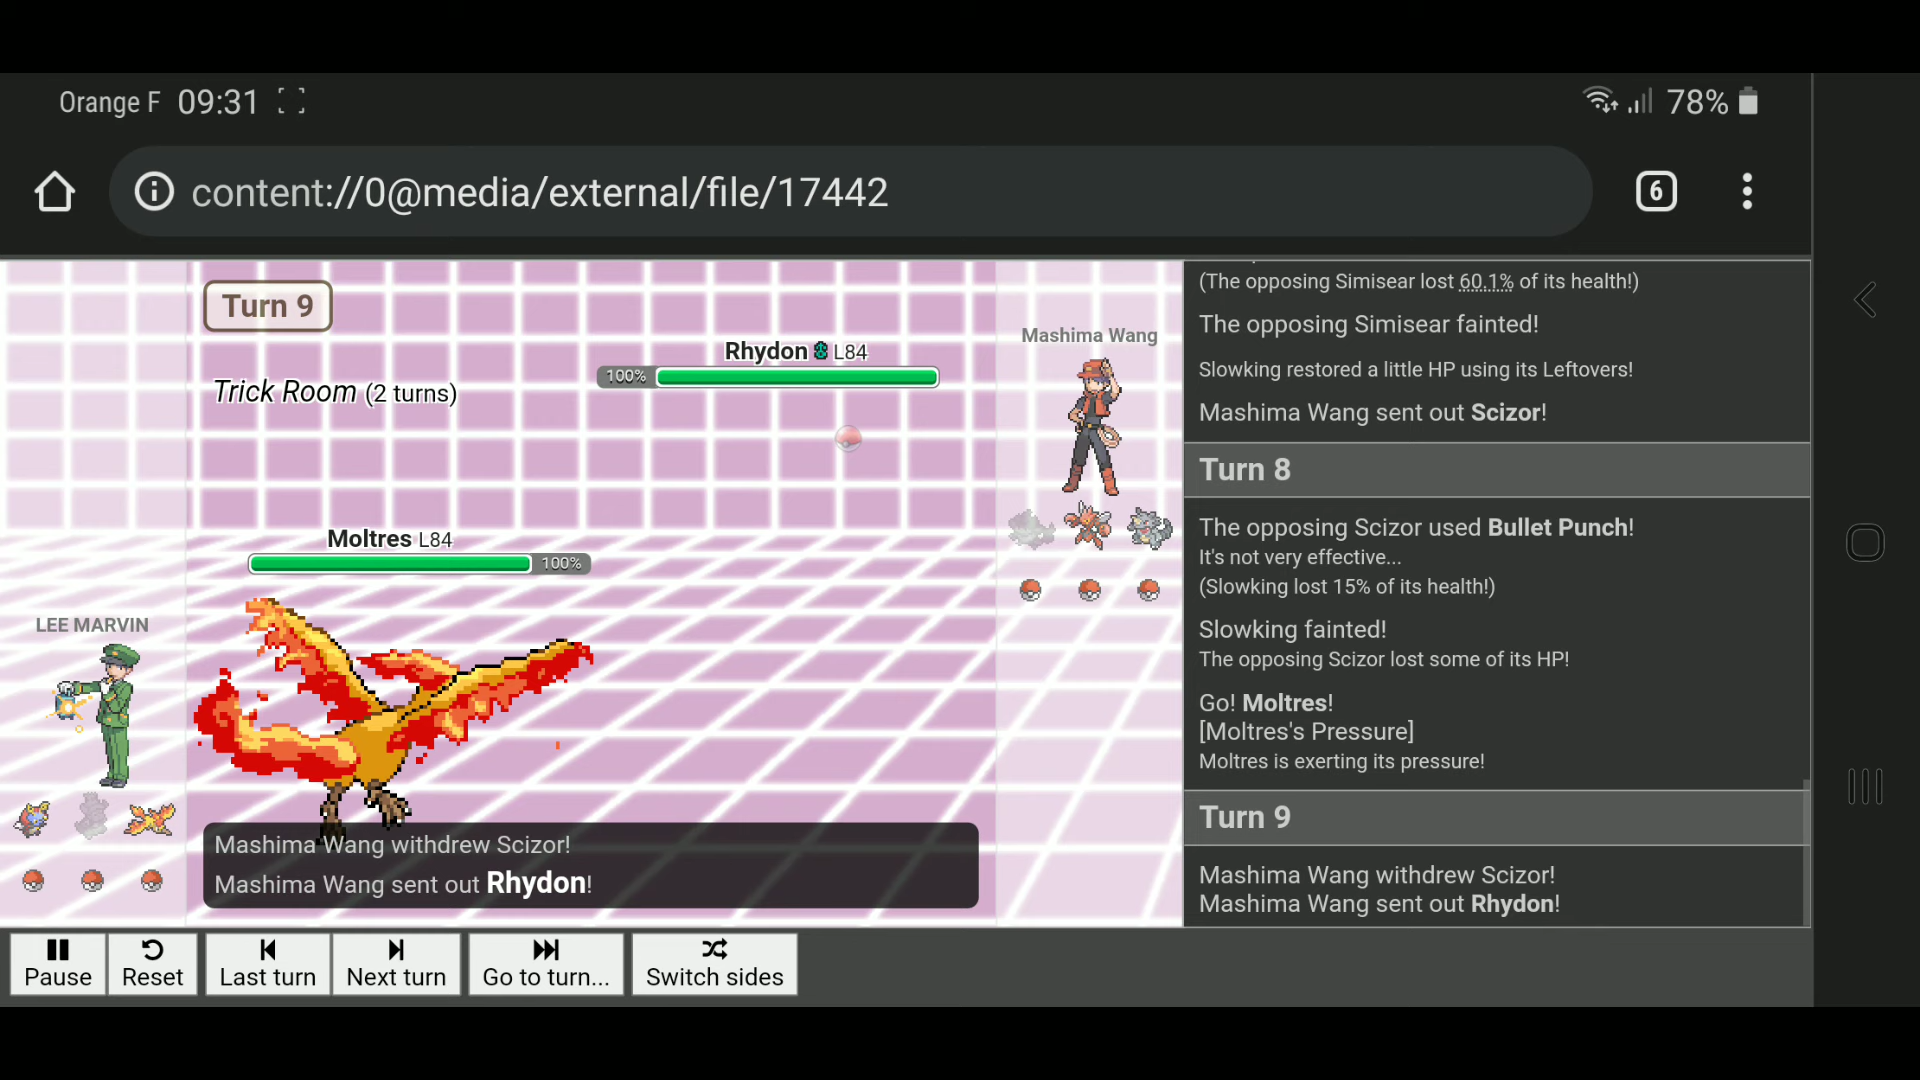 Orange F 09:31
78%
content://0@media/external/file/17442
6
Turn 9
Trick Room (2 turns)
Rhydon L84
100%
Moltres L84
100%
LEE MARVIN
Mashima Wang
Mashima Wang withdrew Scizor!
Mashima Wang sent out Rhydon!
(The opposing Simisear lost 60.1% of its health!)
The opposing Simisear fainted!
Slowking restored a little HP using its Leftovers!
Mashima Wang sent out Scizor!
Turn 8
The opposing Scizor used Bullet Punch!
It's not very effective...
(Slowking lost 15% of its health!)
Slowking fainted!
The opposing Scizor lost some of its HP!
Go! Moltres!
[Moltres's Pressure]
Moltres is exerting its pressure!
Turn 9
Mashima Wang withdrew Scizor!
Mashima Wang sent out Rhydon!
Pause
Reset
Last turn
Next turn
Go to turn...
Switch sides